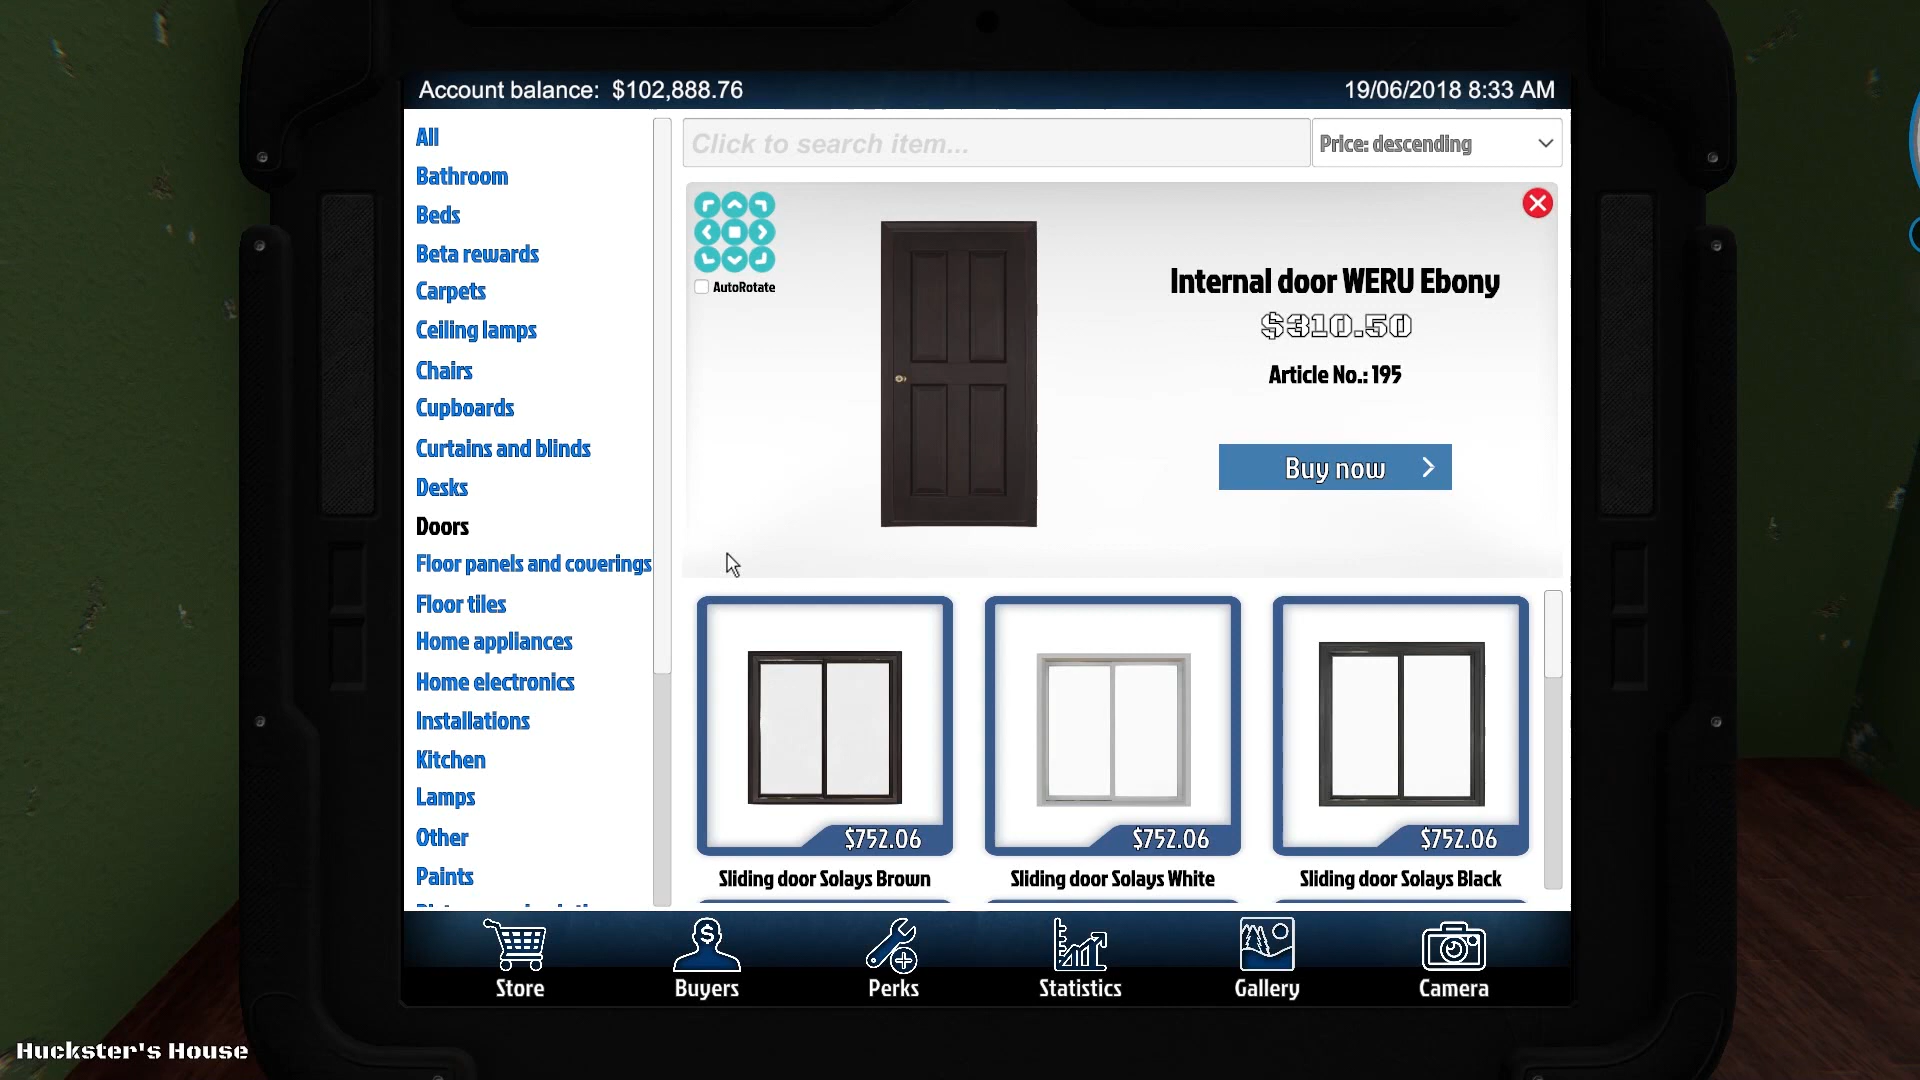 Account balance: $102,888.76
19/06/2018 8:33 AM
All
Bathroom
Beds
Beta rewards
Carpets
Ceiling lamps
Chairs
Cupboards
Curtains and blinds
Desks
Doors
Floor panels and coverings
Floor tiles
Home appliances
Home electronics
Installations
Kitchen
Lamps
Other
Paints
Click to search item...
Price: descending
AutoRotate
Internal door WERU Ebony
$310.50
Article No.: 195
Buy now
$752.06
$752.06
$752.06
Sliding door Solays Brown
Sliding door Solays White
Sliding door Solays Black
Store
Buyers
Perks
Statistics
Gallery
Camera
Huckster's House